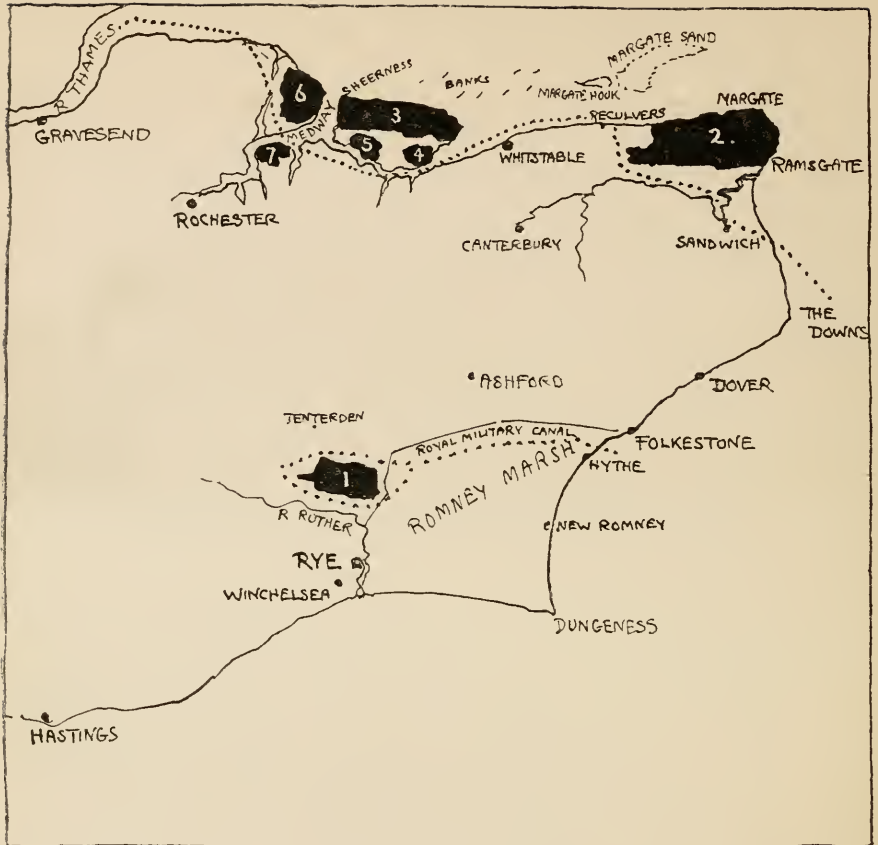 R THAMES
GRAVESEND
6
MEDWAY
SHEERNESS
3
5
4
7
BANKS
MARGATE SAND
MARGATE HOOK
RECULVERS
MARGATE
2.
RAMSGATE
WHITSTABLE
ROCHESTER
CANTERBURY
SANDWICH
THE
DOWNS
ASHFORD
DOVER
TENTERDEN
ROYAL MILITARY CANAL
FOLKESTONE
HYTHE
1
ROMNEY MARSH
R RUTHER
NEW ROMNEY
RYE
WINCHELSEA
DUNGENESS
HASTINGS